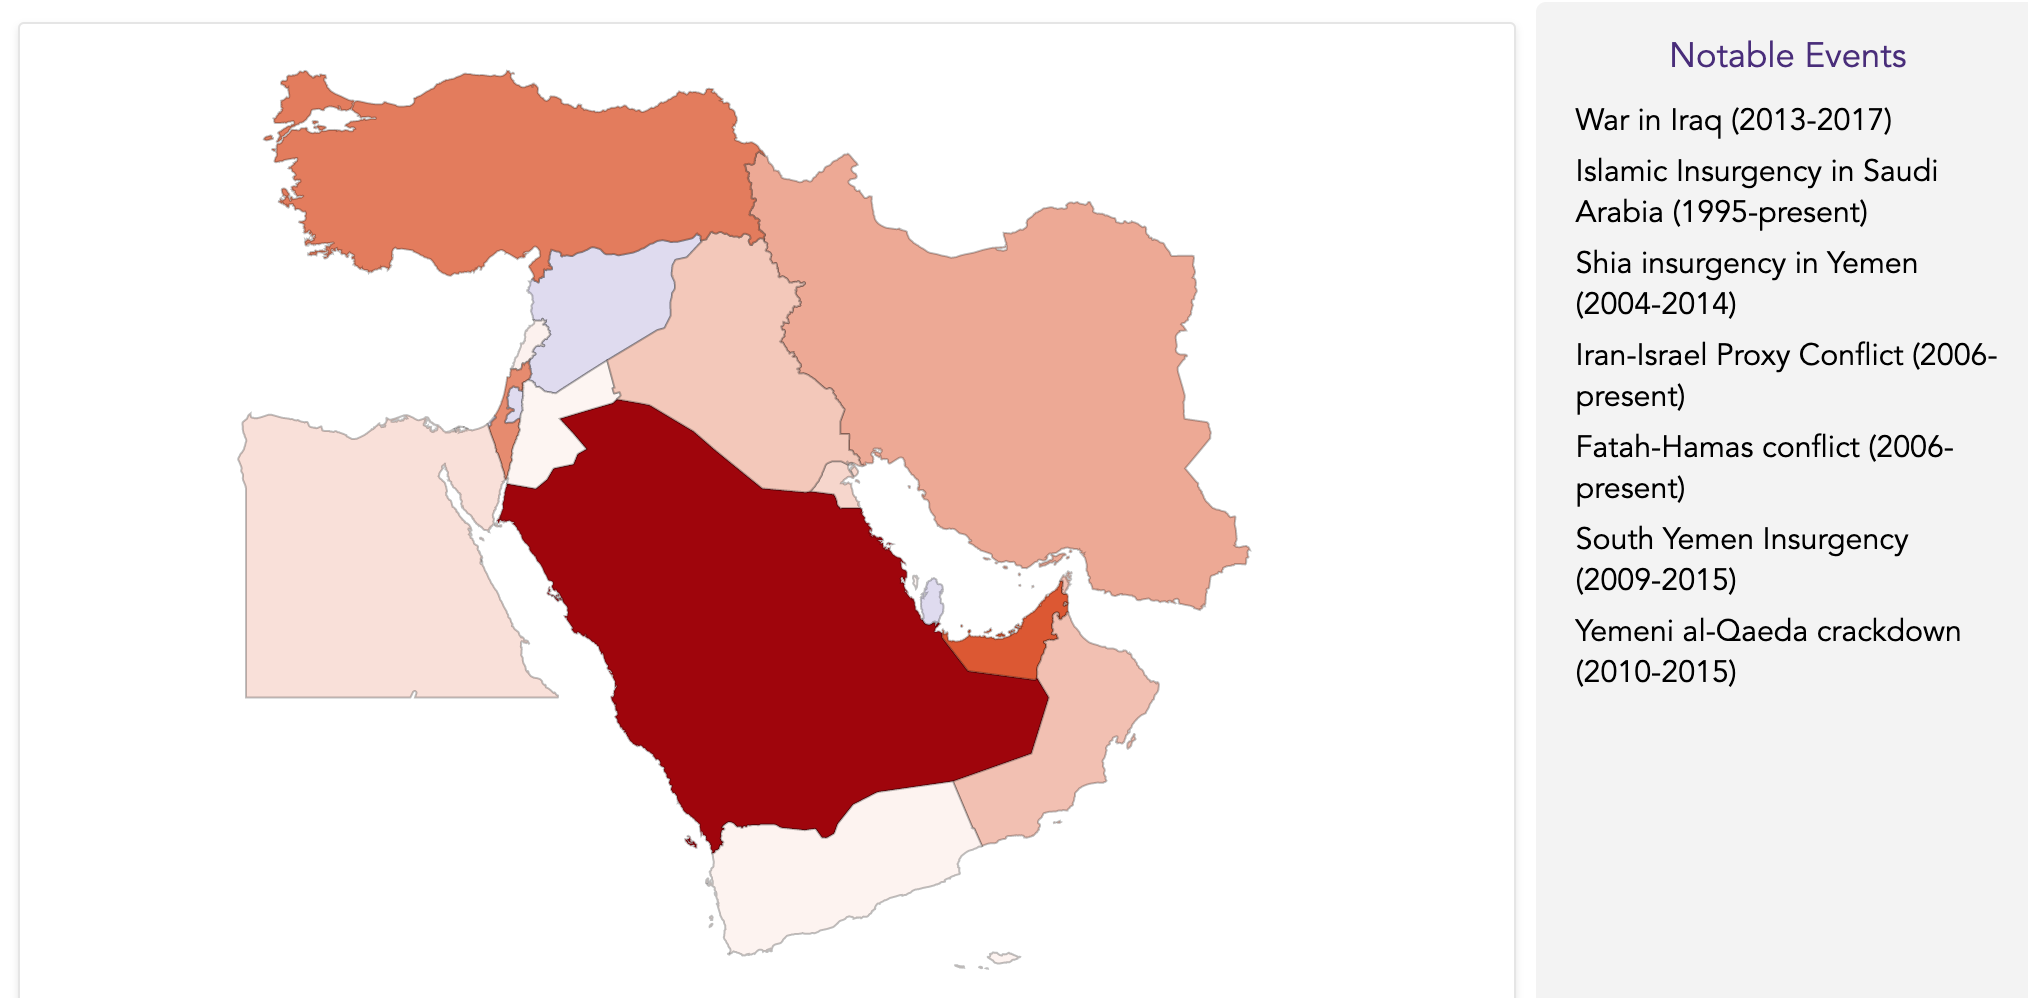 Notable Events
War in Iraq (2013-2017)
Islamic Insurgency in Saudi
Arabia (1995-present)
Shia insurgency in Yemen
(2004-2014)
Iran-Israel Proxy Conflict (2006-
present)
Fatah-Hamas conflict (2006-
present)
South Yemen Insurgency
(2009-2015)
Yemeni al-Qaeda crackdown
(2010-2015)